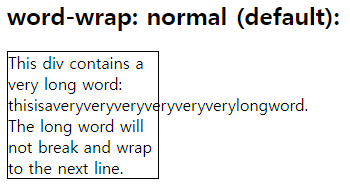 word-wrap: normal (default):
This div contains a
very long word:
thisisaveryveryveryveryveryverylongword.
The long word will
not break and wrap
to the next line.